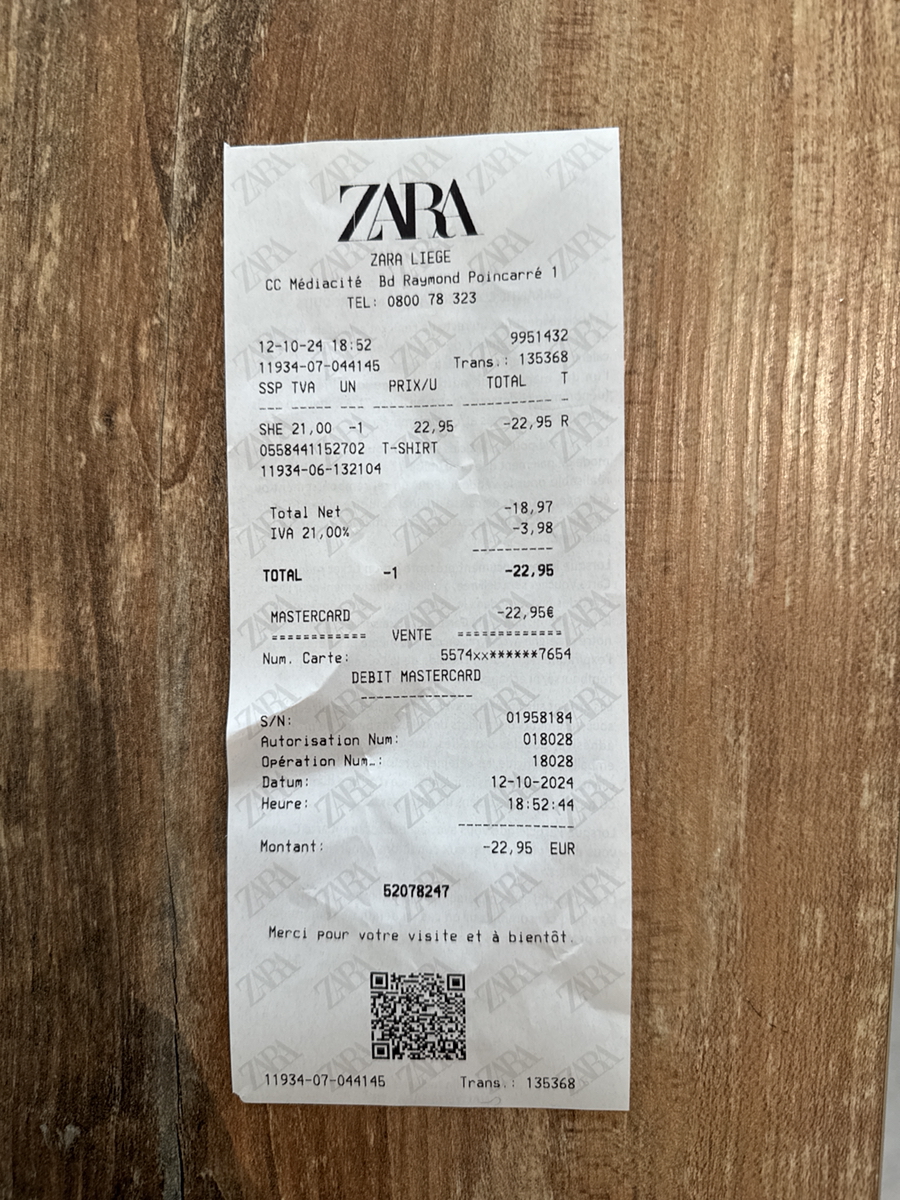 ZARA
ZARA LIEGE
CC Médiacité Bd Raymond Poincarré 1
TEL: 0800 78 323
12-10-24 18:52 9951432
11934-07-044145 Trans.: 135368
SSP TVA UN PRIX/U TOTAL T
--- ----- --- ---------- ----------- -
SHE 21,00 -1 22,95 -22,95 R
0558441152702 T-SHIRT
11934-06-132104
Total Net -18,97
IVA 21,00% -3,98
----------
TOTAL -1 -22,95
MASTERCARD -22,95€
============ VENTE =============
Num. Carte: 5574xx******7654
DEBIT MASTERCARD
--------------
S/N: 01958184
Autorisation Num: 018028
Opération Num.: 18028
Datum: 12-10-2024
Heure: 18:52:44
--------------
Montant: -22,95 EUR
52078247
Merci pour votre visite et à bientôt.
11934-07-044145 Trans.: 135368